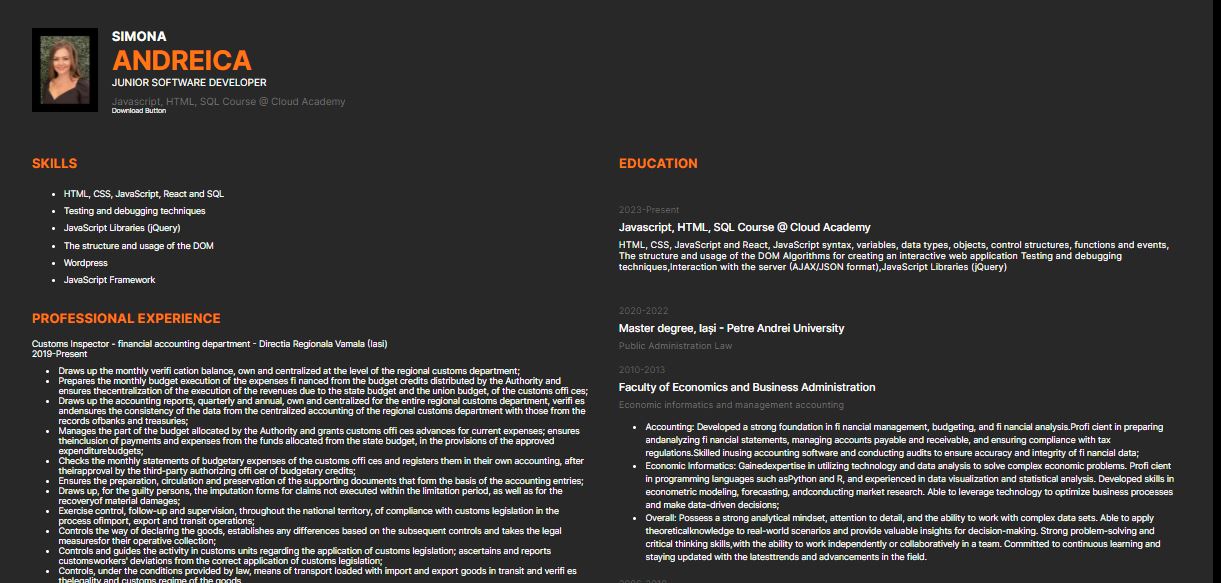 SIMONA
ANDREICA
JUNIOR SOFTWARE DEVELOPER
Javascript, HTML, SQL Course @ Cloud Academy
Download Button
SKILLS
HTML, CSS, JavaScript, React and SQL
Testing and debugging techniques
JavaScript Libraries (jQuery)
The structure and usage of the DOM
Wordpress
JavaScript Framework
PROFESSIONAL EXPERIENCE
Customs Inspector - financial accounting department - Directia Regionala Vamala (Iasi)
2019-Present
Draws up the monthly verifi cation balance, own and centralized at the level of the regional customs department;
Prepares the monthly budget execution of the expenses fi nanced from the budget credits distributed by the Authority and
ensures thecentralization of the execution of the revenues due to the state budget and the union budget, of the customs offi ces;
Draws up the accounting reports, quarterly and annual, own and centralized for the entire regional customs department, verifi es
andensures the consistency of the data from the centralized accounting of the regional customs department with those from the
records ofbanks and treasuries;
Manages the part of the budget allocated by the Authority and grants customs offi ces advances for current expenses; ensures
theinclusion of payments and expenses from the funds allocated from the state budget, in the provisions of the approved
expenditurebudgets;
Checks the monthly statements of budgetary expenses of the customs offi ces and registers them in their own accounting, after
theirapproval by the third-party authorizing offi cer of budgetary credits;
Ensures the preparation, circulation and preservation of the supporting documents that form the basis of the accounting entries;
Draws up, for the guilty persons, the imputation forms for claims not executed within the limitation period, as well as for the
recoveryof material damages;
Exercise control, follow-up and supervision, throughout the national territory, of compliance with customs legislation in the
process ofimport, export and transit operations;
Controls the way of declaring the goods, establishes any differences based on the subsequent controls and takes the legal
measuresfor their operative collection;
Controls and guides the activity in customs units regarding the application of customs legislation; ascertains and reports
customsworkers' deviations from the correct application of customs legislation;
Controls, under the conditions provided by law, means of transport loaded with import and export goods in transit and verifi es
thelegality and customs regime of the goods
EDUCATION
2023-Present
Javascript, HTML, SQL Course @ Cloud Academy
HTML, CSS, JavaScript and React, JavaScript syntax, variables, data types, objects, control structures, functions and events,
The structure and usage of the DOM Algorithms for creating an interactive web application Testing and debugging
techniques,Interaction with the server (AJAX/JSON format),JavaScript Libraries (jQuery)
2020-2022
Master degree, Iași - Petre Andrei University
Public Administration Law
2010-2013
Faculty of Economics and Business Administration
Economic informatics and management accounting
Accounting: Developed a strong foundation in fi nancial management, budgeting, and fi nancial analysis.Profi cient in preparing
andanalyzing fi nancial statements, managing accounts payable and receivable, and ensuring compliance with tax
regulations.Skilled inusing accounting software and conducting audits to ensure accuracy and integrity of fi nancial data;
Economic Informatics: Gainedexpertise in utilizing technology and data analysis to solve complex economic problems. Profi cient
in programming languages such asPython and R, and experienced in data visualization and statistical analysis. Developed skills in
econometric modeling, forecasting, andconducting market research. Able to leverage technology to optimize business processes
and make data-driven decisions;
Overall: Possess a strong analytical mindset, attention to detail, and the ability to work with complex data sets. Able to apply
theoreticalknowledge to real-world scenarios and provide valuable insights for decision-making. Strong problem-solving and
critical thinking skills,with the ability to work independently or collaboratively in a team. Committed to continuous learning and
staying updated with the latesttrends and advancements in the field.